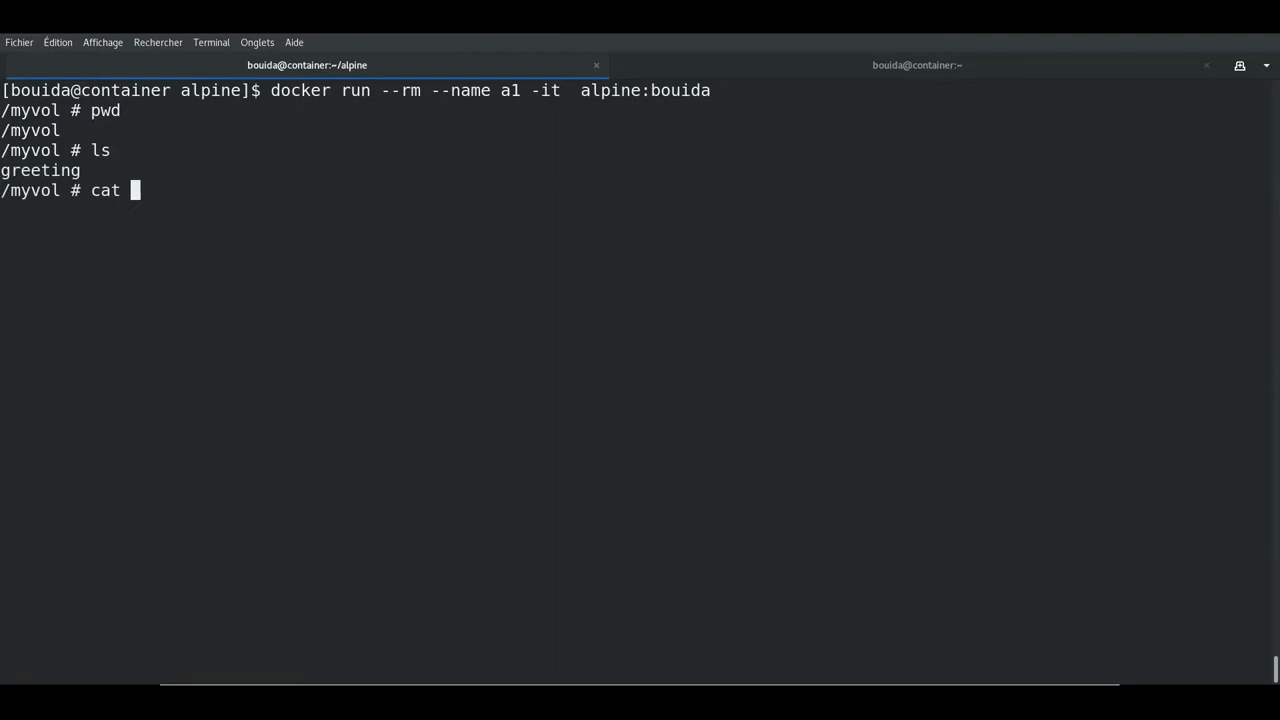 Fichier Édition Affichage Rechercher Terminal Onglets Aide
bouida@container:~/alpine × bouida@container:~ ×
[bouida@container alpine]$ docker run --rm --name a1 -it  alpine:bouida
/myvol # pwd
/myvol
/myvol # ls
greeting
/myvol # cat